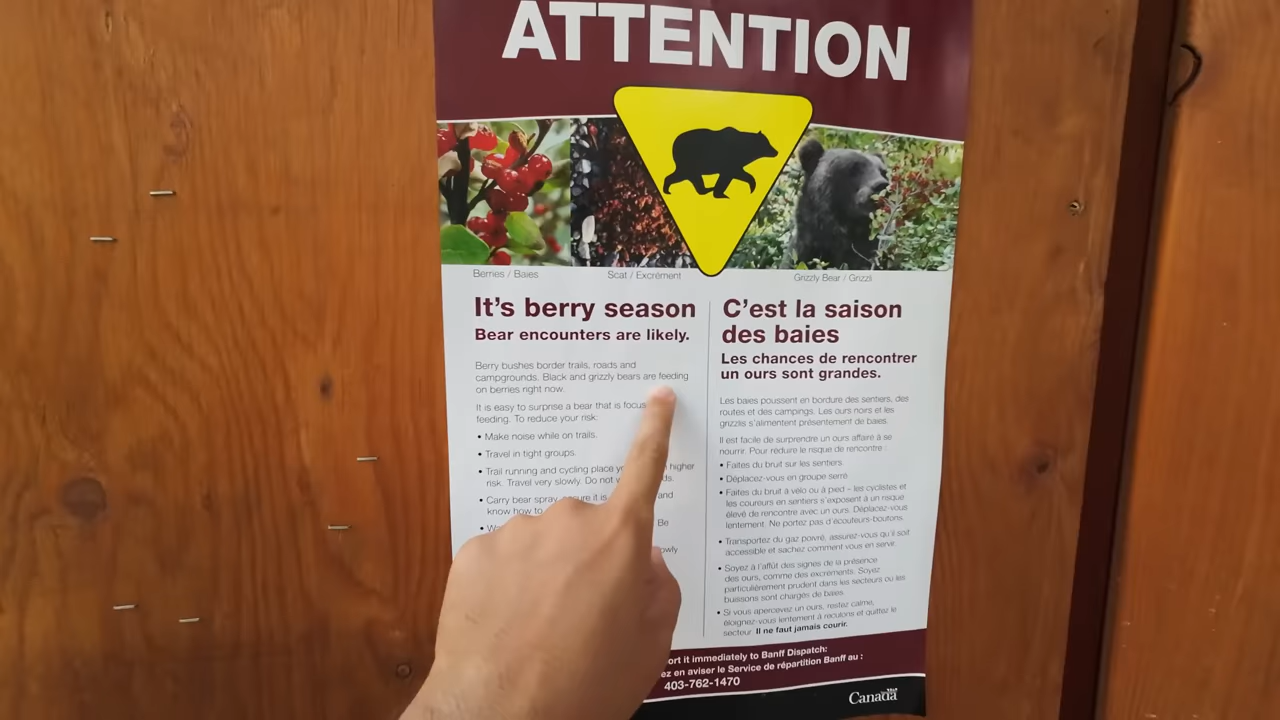 ATTENTION
Berries / Baies
Scat / Excrément
Grizzly Bear / Grizzli
It's berry season
Bear encounters are likely.
Berry bushes border trails, roads and
campgrounds. Black and grizzly bears are feeding
on berries right now.
It is easy to surprise a bear that is
feeding. To reduce your risk:
• Make noise while on trails.
• Travel in tight groups.
• Trail running and cycling place higher
risk. Travel very slowly. Do not
• Carry bear spray, and
know how to
Be
C'est la saison
des baies
Les chances de rencontrer
un ours sont grandes.
Les baies poussent en bordure des sentiers, des
routes et des campings. Les ours noirs et les
grizzlis s'alimentent présentement de baies.
Il est facile de surprendre un ours affairé à se
nourrir. Pour réduire le risque de rencontre :
• Faites du bruit sur les sentiers.
• Déplacez-vous en groupe serré.
• Faites du bruit à vélo ou à pied – les cyclistes et
les coureurs en sentiers s'exposent à un risque
élevé de rencontre avec un ours. Déplacez-vous
lentement. Ne portez pas d'écouteurs-boutons.
• Transportez du gaz poivré, assurez-vous qu'il soit
accessible et sachez comment vous en servir.
• Soyez à l'affût des signes de la présence
des ours, comme des excréments. Soyez
particulièrement prudent dans les secteurs où les
buissons sont chargés de baies.
• Si vous apercevez un ours, restez calme,
éloignez-vous lentement à reculons et quittez le
secteur. Il ne faut jamais courir.
it immediately to Banff Dispatch:
en aviser le Service de répartition Banff au :
403-762-1470
Canada